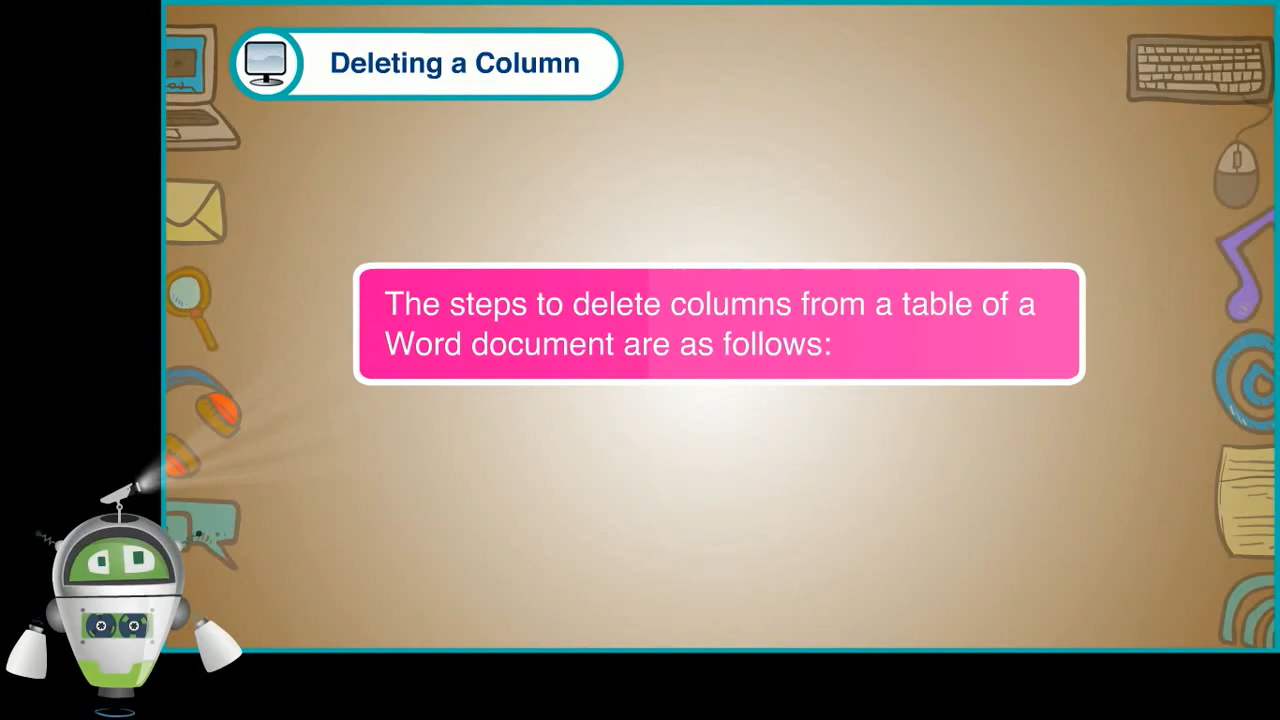 Deleting a Column
The steps to delete columns from a table of a
Word document are as follows: